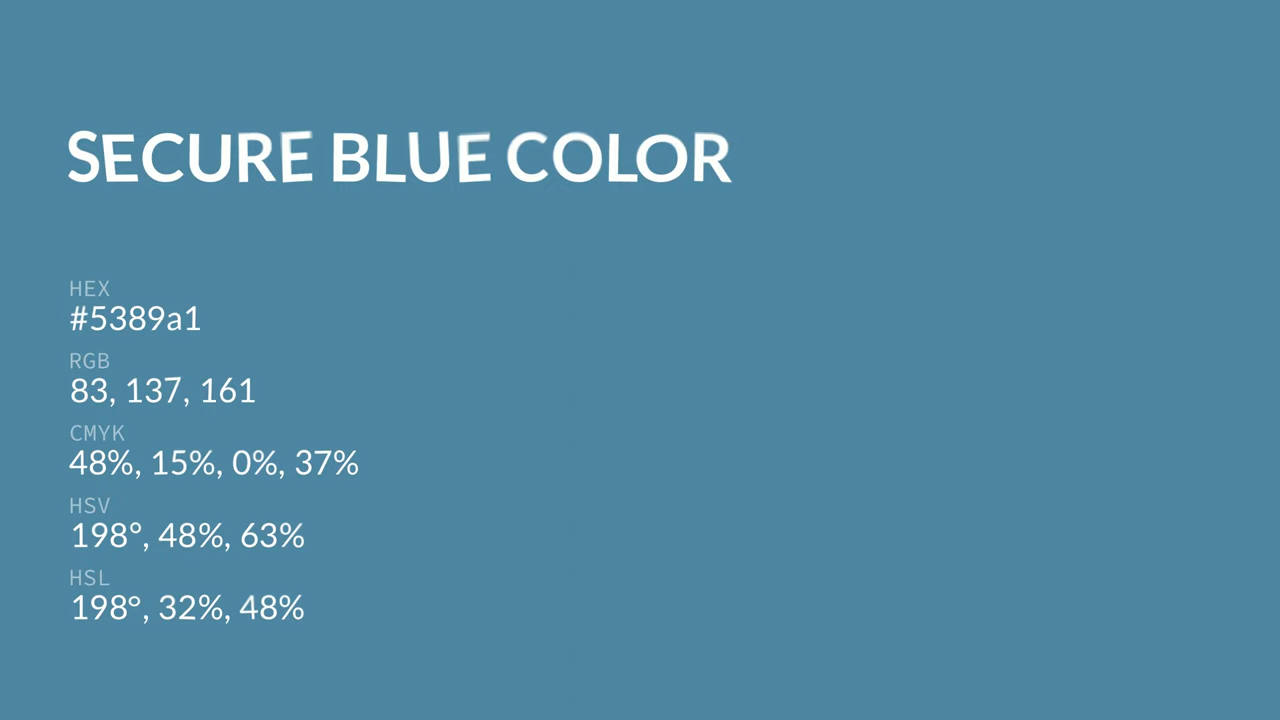 SECURE BLUE COLOR
HEX
#5389a1
RGB
83, 137, 161
CMYK
48%, 15%, 0%, 37%
HSV
198°, 48%, 63%
HSL
198°, 32%, 48%